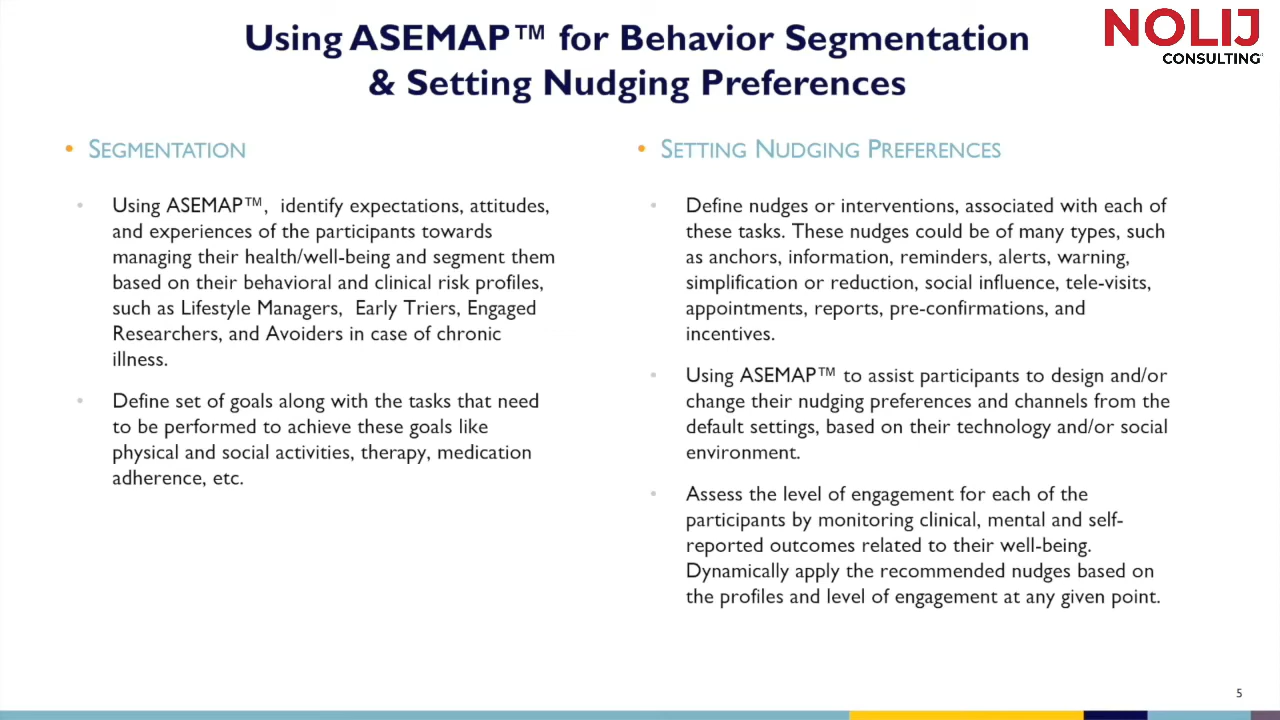 Using ASEMAP™ for Behavior Segmentation
& Setting Nudging Preferences
NOLIJ
CONSULTING
• SEGMENTATION
• Using ASEMAP™,  identify expectations, attitudes,
and experiences of the participants towards
managing their health/well-being and segment them
based on their behavioral and clinical risk profiles,
such as Lifestyle Managers,  Early Triers, Engaged
Researchers, and Avoiders in case of chronic
illness.
• Define set of goals along with the tasks that need
to be performed to achieve these goals like
physical and social activities, therapy, medication
adherence, etc.
• SETTING NUDGING PREFERENCES
• Define nudges or interventions, associated with each of
these tasks. These nudges could be of many types, such
as anchors, information, reminders, alerts, warning,
simplification or reduction, social influence, tele-visits,
appointments, reports, pre-confirmations, and
incentives.
• Using ASEMAP™ to assist participants to design and/or
change their nudging preferences and channels from the
default settings, based on their technology and/or social
environment.
• Assess the level of engagement for each of the
participants by monitoring clinical, mental and self-
reported outcomes related to their well-being.
Dynamically apply the recommended nudges based on
the profiles and level of engagement at any given point.
5